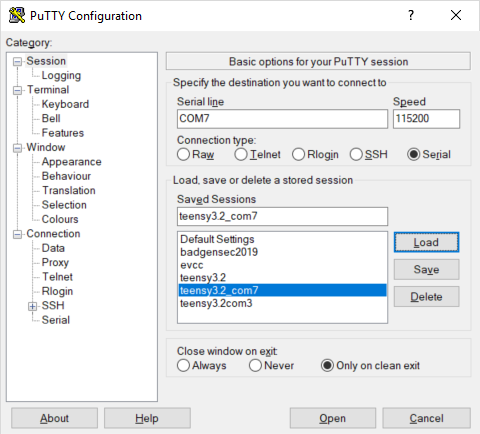 PuTTY Configuration
?
Category:
Session
Logging
Terminal
Keyboard
Bell
Features
Window
Appearance
Behaviour
Translation
Selection
Colours
Connection
Data
Proxy
Telnet
Rlogin
SSH
Serial
Basic options for your PuTTY session
Specify the destination you want to connect to
Serial line Speed
COM7 115200
Connection type:
Raw Telnet Rlogin SSH Serial
Load, save or delete a stored session
Saved Sessions
teensy3.2_com7
Default Settings
badgensec2019
evcc
teensy3.2
teensy3.2_com7
teensy3.2com3
Load
Save
Delete
Close window on exit:
Always Never Only on clean exit
About Help Open Cancel